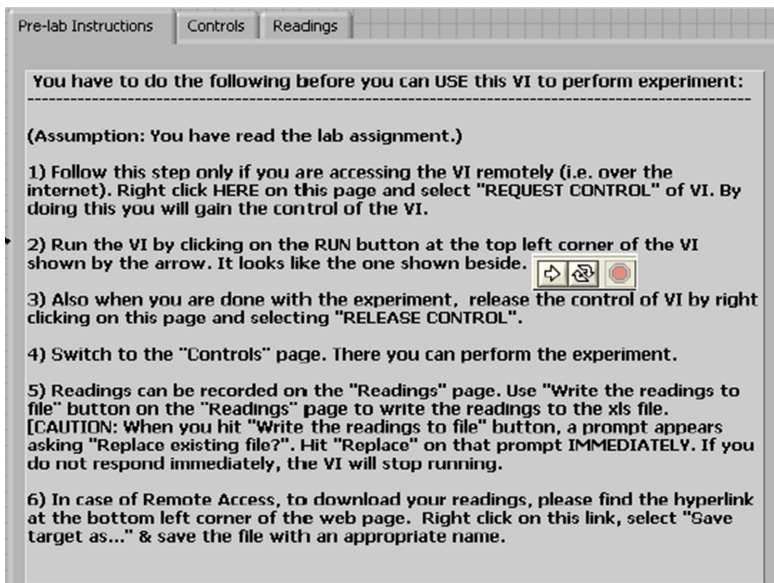 Pre-lab Instructions
Controls
Readings
You have to do the following before you can USE this VI to perform experiment:
(Assumption: You have read the lab assignment.)
1) Follow this step only if you are accessing the VI remotely (i.e. over the
internet). Right click HERE on this page and select "REQUEST CONTROL" of VI. By
doing this you will gain the control of the VI.
2) Run the VI by clicking on the RUN button at the top left corner of the VI
shown by the arrow. It looks like the one shown beside.
3) Also when you are done with the experiment, release the control of VI by right
clicking on this page and selecting "RELEASE CONTROL".
4) Switch to the "Controls" page. There you can perform the experiment.
5) Readings can be recorded on the "Readings" page. Use "Write the readings to
file" button on the "Readings" page to write the readings to the xls file.
[CAUTION: When you hit "Write the readings to file" button, a prompt appears
asking "Replace existing file?". Hit "Replace" on that prompt IMMEDIATELY. If you
do not respond immediately, the VI will stop running.
6) In case of Remote Access, to download your readings, please find the hyperlink
at the bottom left corner of the web page. Right click on this link, select "Save
target as..." & save the file with an appropriate name.